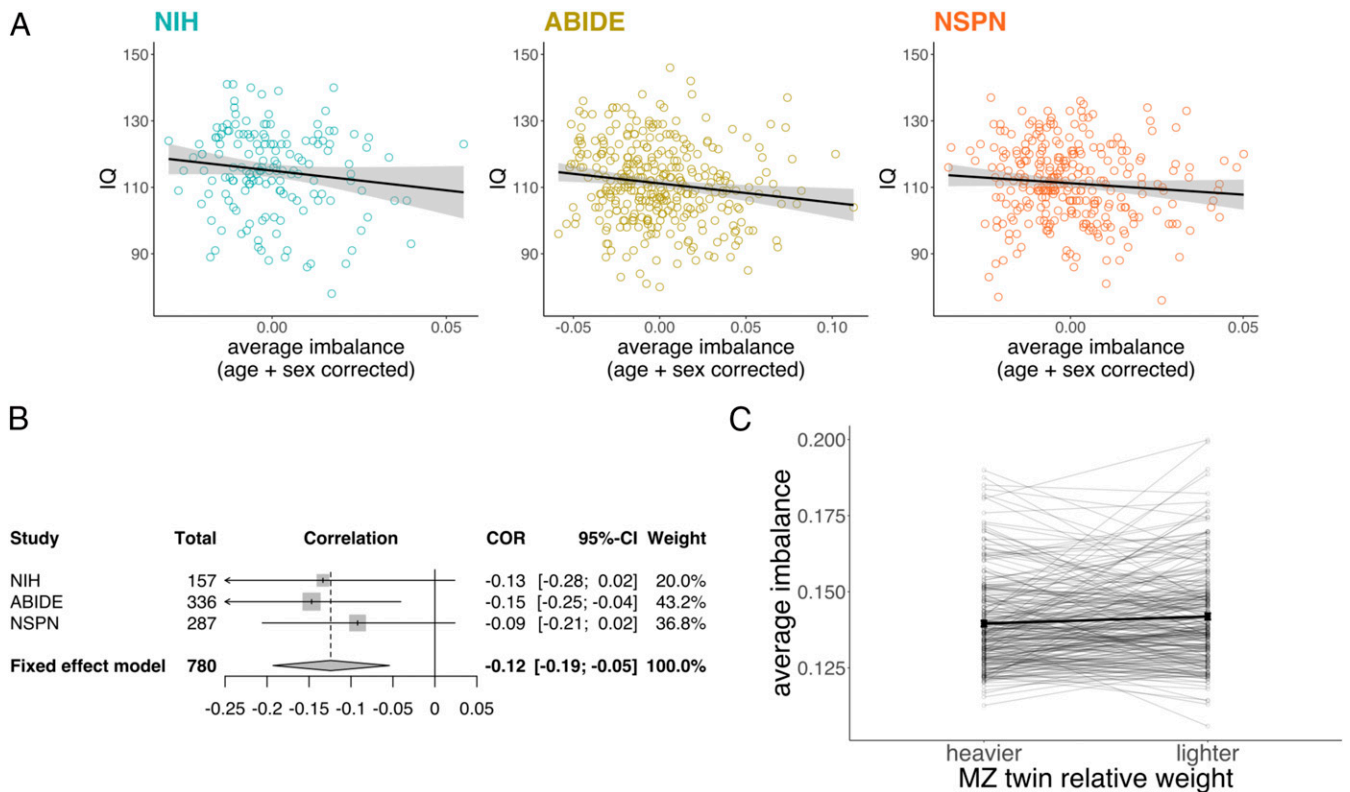 A
NIH
ABIDE
NSPN
150
130
110
90
IQ
0.00
0.05
average imbalance
(age + sex corrected)
150
130
110
90
IQ
-0.05
0.00
0.05
0.10
average imbalance
(age + sex corrected)
150
130
110
90
IQ
0.00
0.05
average imbalance
(age + sex corrected)
B
Study Total Correlation COR 95%-CI Weight
NIH 157 -0.13 [-0.28; 0.02] 20.0%
ABIDE 336 -0.15 [-0.25; -0.04] 43.2%
NSPN 287 -0.09 [-0.21; 0.02] 36.8%
Fixed effect model 780 -0.12 [-0.19; -0.05] 100.0%
-0.25 -0.2 -0.15 -0.1 -0.05 0 0.05
C
0.200
0.175
0.150
0.125
average imbalance
heavier lighter
MZ twin relative weight